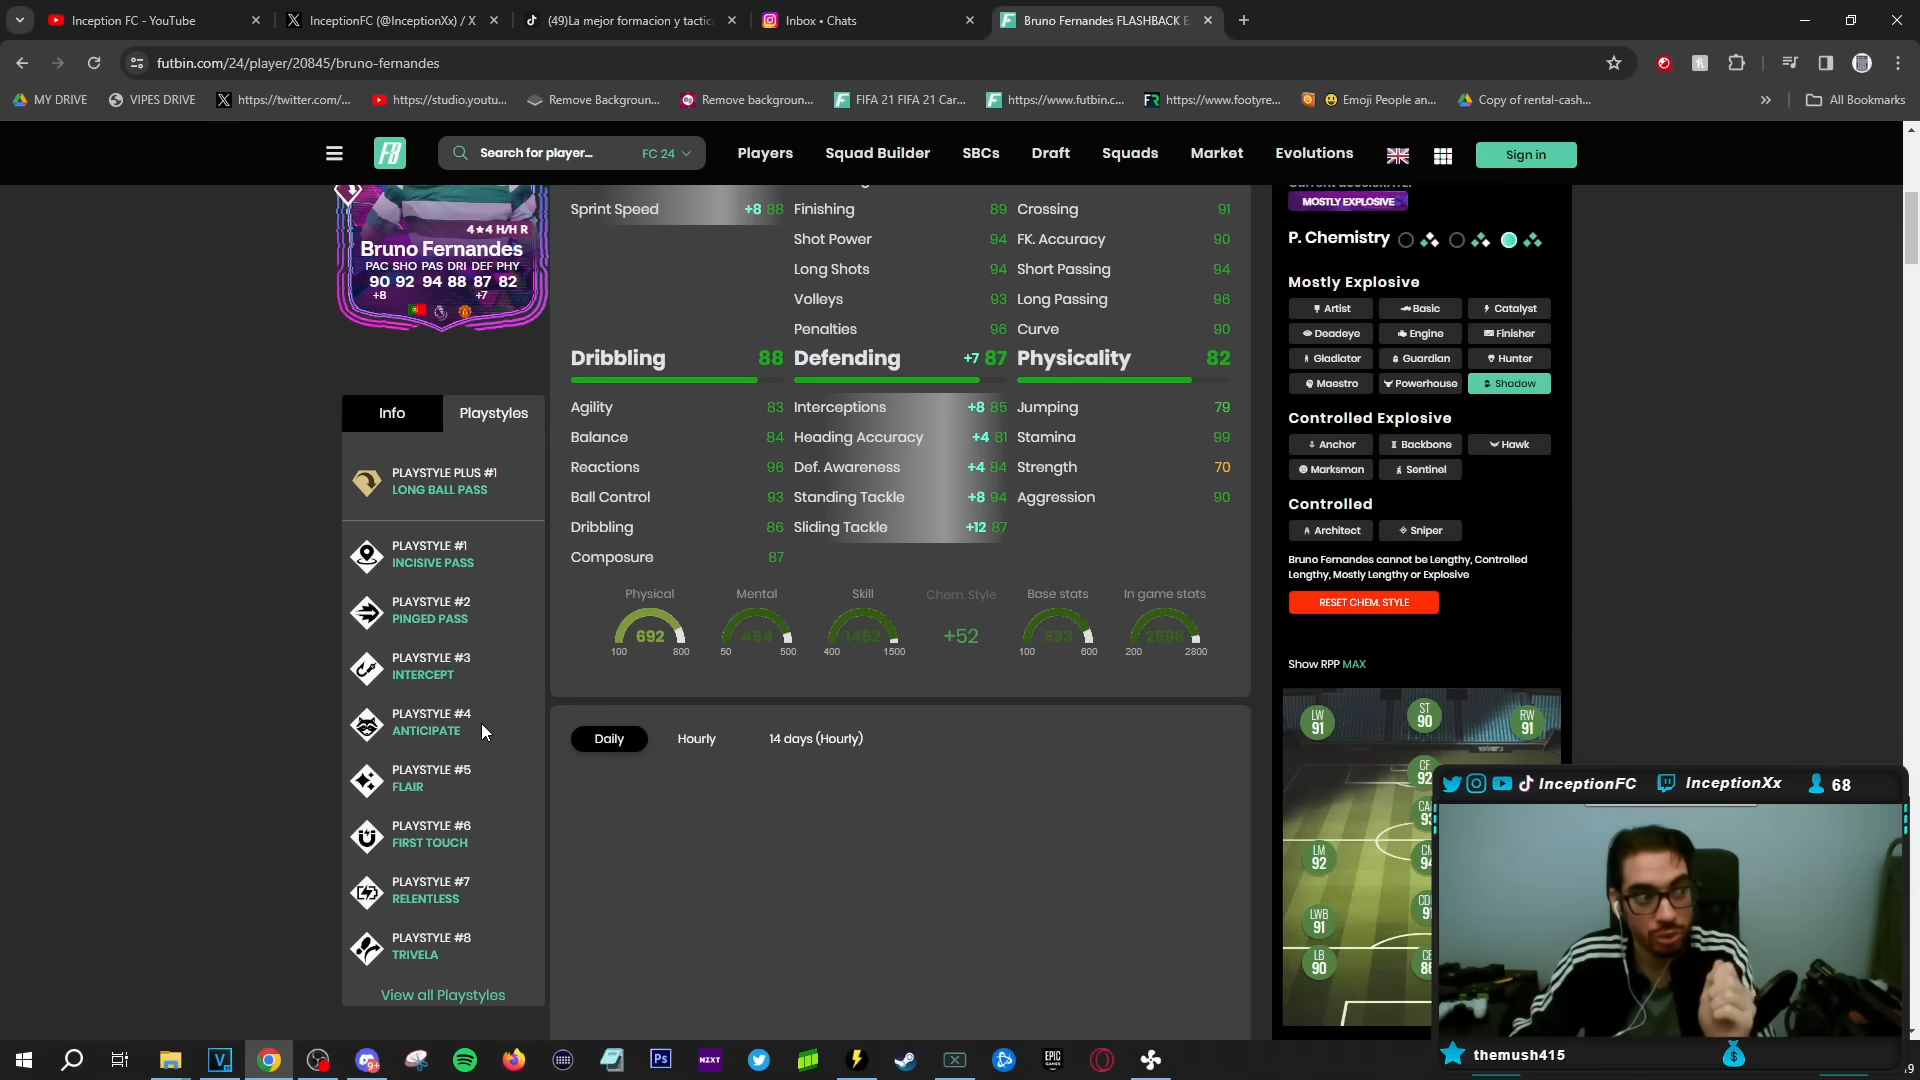 Inception FC - YouTube
InceptionFC (@InceptionXx) / X
(49)La mejor formacion y tactic
Inbox • Chats
Bruno Fernandes FLASHBACK E
futbin.com/24/player/20845/bruno-fernandes
MY DRIVE
VIPES DRIVE
https://twitter.com/...
https://studio.youtu...
Remove Backgroun...
Remove backgroun...
FIFA 21 FIFA 21 Car...
https://www.futbin.c...
https://www.footyre...
😀 Emoji People an...
Copy of rental-cash...
»
All Bookmarks
FB
Search for player...
FC 24
Players
Squad Builder
SBCs
Draft
Squads
Market
Evolutions
Sign in
4★4 H/H R
Bruno Fernandes
PAC SHO PAS DRI DEF PHY
90 92 94 88 87 82
+8 +7
Info
Playstyles
PLAYSTYLE PLUS #1
LONG BALL PASS
PLAYSTYLE #1
INCISIVE PASS
PLAYSTYLE #2
PINGED PASS
PLAYSTYLE #3
INTERCEPT
PLAYSTYLE #4
ANTICIPATE
PLAYSTYLE #5
FLAIR
PLAYSTYLE #6
FIRST TOUCH
PLAYSTYLE #7
RELENTLESS
PLAYSTYLE #8
TRIVELA
View all Playstyles
Sprint Speed +8 88
Finishing 89
Shot Power 94
Long Shots 94
Volleys 93
Penalties 96
Crossing 91
FK. Accuracy 90
Short Passing 94
Long Passing 96
Curve 90
Dribbling 88
Agility 83
Balance 84
Reactions 96
Ball Control 93
Dribbling 86
Composure 87
Defending +7 87
Interceptions +8 85
Heading Accuracy +4 81
Def. Awareness +4 84
Standing Tackle +8 94
Sliding Tackle +12 87
Physicality 82
Jumping 79
Stamina 99
Strength 70
Aggression 90
Physical
692
100 800
Mental
464
50 500
Skill
1452
400 1500
Chem. Style
+52
Base stats
533
100 600
In game stats
200 2800
Daily
Hourly
14 days (Hourly)
MOSTLY EXPLOSIVE
P. Chemistry
Mostly Explosive
Artist
Basic
Catalyst
Deadeye
Engine
Finisher
Gladiator
Guardian
Hunter
Maestro
Powerhouse
Shadow
Controlled Explosive
Anchor
Backbone
Hawk
Marksman
Sentinel
Controlled
Architect
Sniper
Bruno Fernandes cannot be Lengthy, Controlled
Lengthy, Mostly Lengthy or Explosive
RESET CHEM. STYLE
Show RPP MAX
LW
91
ST
90
RW
91
CF
92
LM
92
LWB
91
LB
90
InceptionFC
InceptionXx
68
themush415
9+
V
Ps
NZXT
EPIC
GAMES